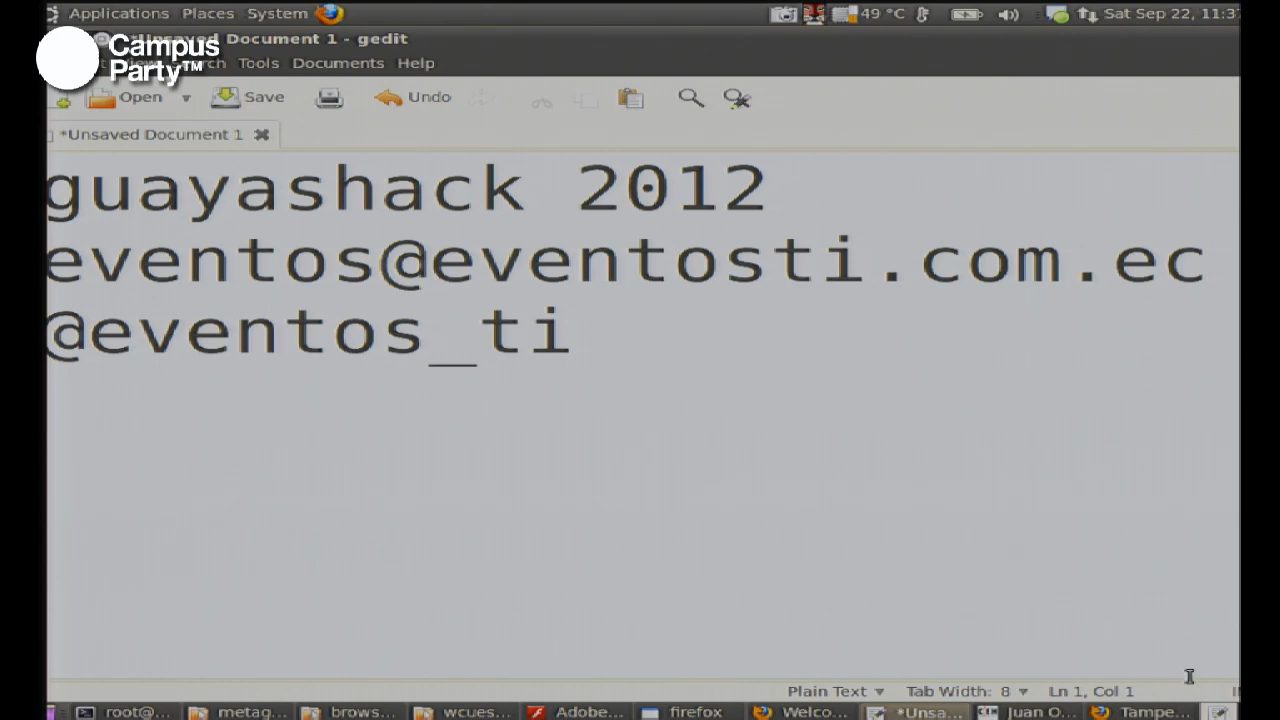 Applications Places System 49 °C Sat Sep 22, 11:37
*Unsaved Document 1 - gedit
Campus
Party™
Tools Documents Help
Open Save Undo
*Unsaved Document 1
guayashack 2012
eventos@eventosti.com.ec
@eventos_ti
Plain Text Tab Width: 8 Ln 1, Col 1
root@... metag... brows... wcues... Adobe... firefox Welco... *Unsa... Juan O... Tampe...